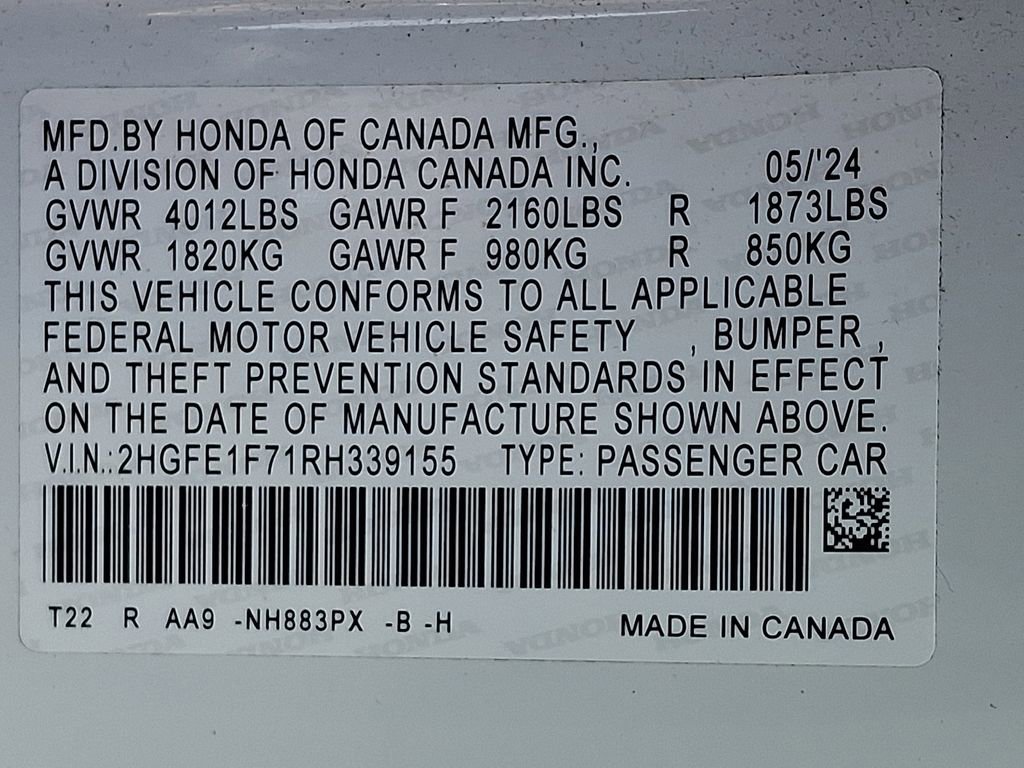 MFD.BY HONDA OF CANADA MFG.,
A DIVISION OF HONDA CANADA INC. 05/'24
GVWR 4012LBS GAWR F 2160LBS R 1873LBS
GVWR 1820KG GAWR F 980KG R 850KG
THIS VEHICLE CONFORMS TO ALL APPLICABLE
FEDERAL MOTOR VEHICLE SAFETY , BUMPER ,
AND THEFT PREVENTION STANDARDS IN EFFECT
ON THE DATE OF MANUFACTURE SHOWN ABOVE.
V.I.N.:2HGFE1F71RH339155 TYPE: PASSENGER CAR
T22 R AA9 -NH883PX -B -H MADE IN CANADA